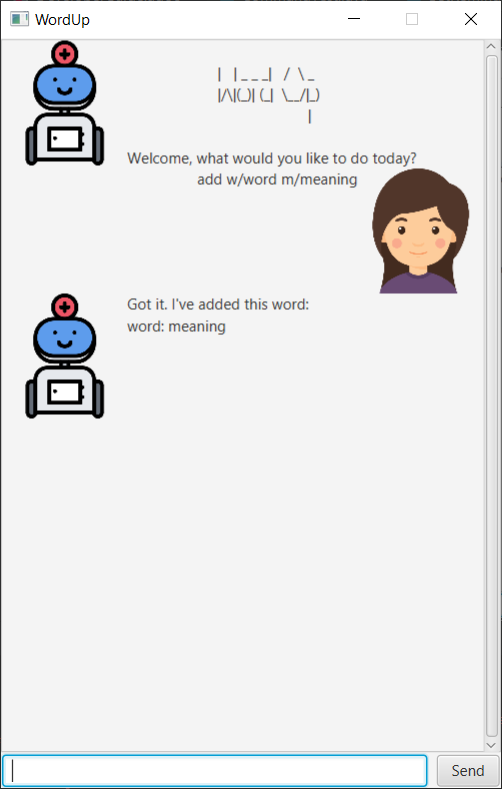 WordUp
|   | _ _ _|   /  \ _
|/\|(_)| (_|  \__/|_)
|
Welcome, what would you like to do today?
add w/word m/meaning
Got it. I've added this word:
word: meaning
Send